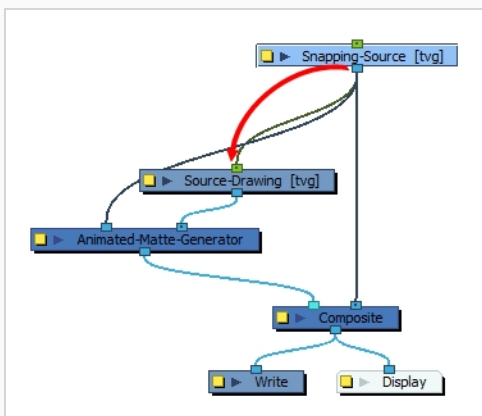 Snapping-Source [tvg]
Source-Drawing [tvg]
Animated-Matte-Generator
Composite
Write
Display